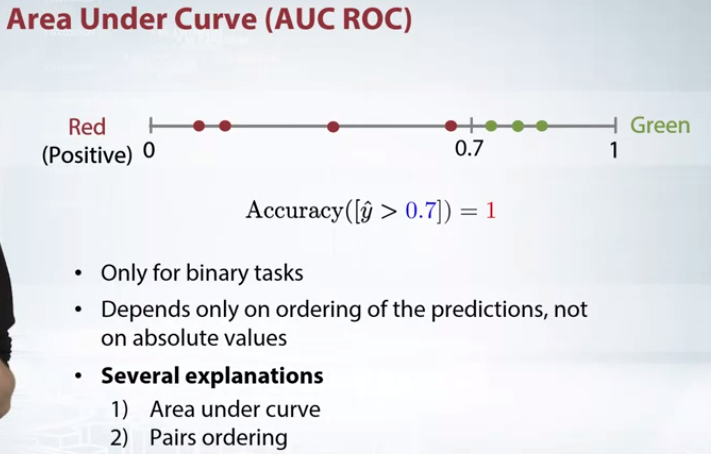 Area Under Curve (AUC ROC)
Red
(Positive)
0
0.7
1
Green
Accuracy([ŷ > 0.7]) = 1
• Only for binary tasks
• Depends only on ordering of the predictions, not
on absolute values
• Several explanations
1) Area under curve
2) Pairs ordering